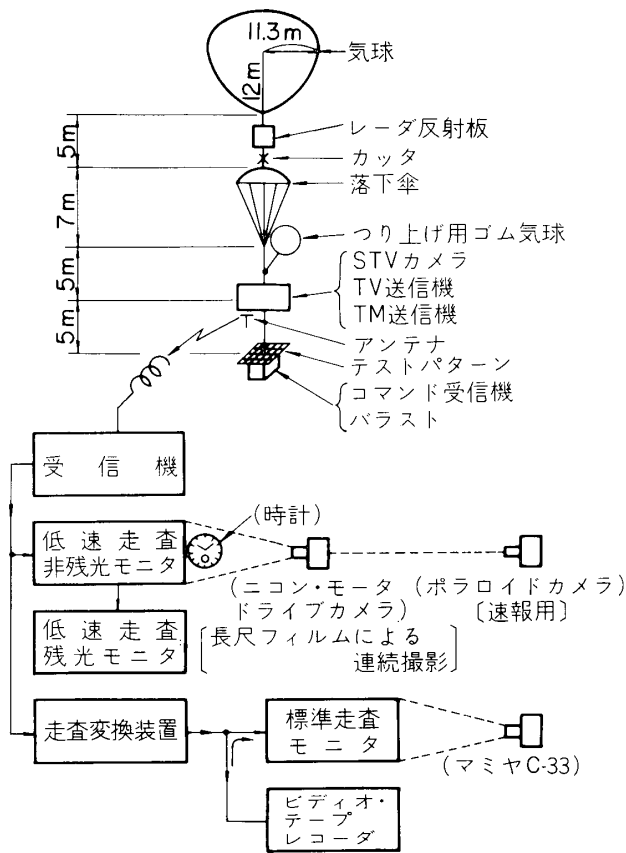 11.3m
気球
12m
5m
レーダ反射板
カッタ
7m
落下傘
つり上げ用ゴム気球
5m
STVカメラ
TV送信機
TM送信機
5m
アンテナ
テストパターン
コマンド受信機
バラスト
受信機
(時計)
低速走査
非残光モニタ
(ニコン・モータ
ドライブカメラ)
(ポラロイドカメラ)
〔速報用〕
低速走査
残光モニタ
〔長尺フィルムによる
連続撮影〕
走査変換装置
標準走査
モニタ
(マミヤC-33)
ビディオ・
テープ
レコーダ